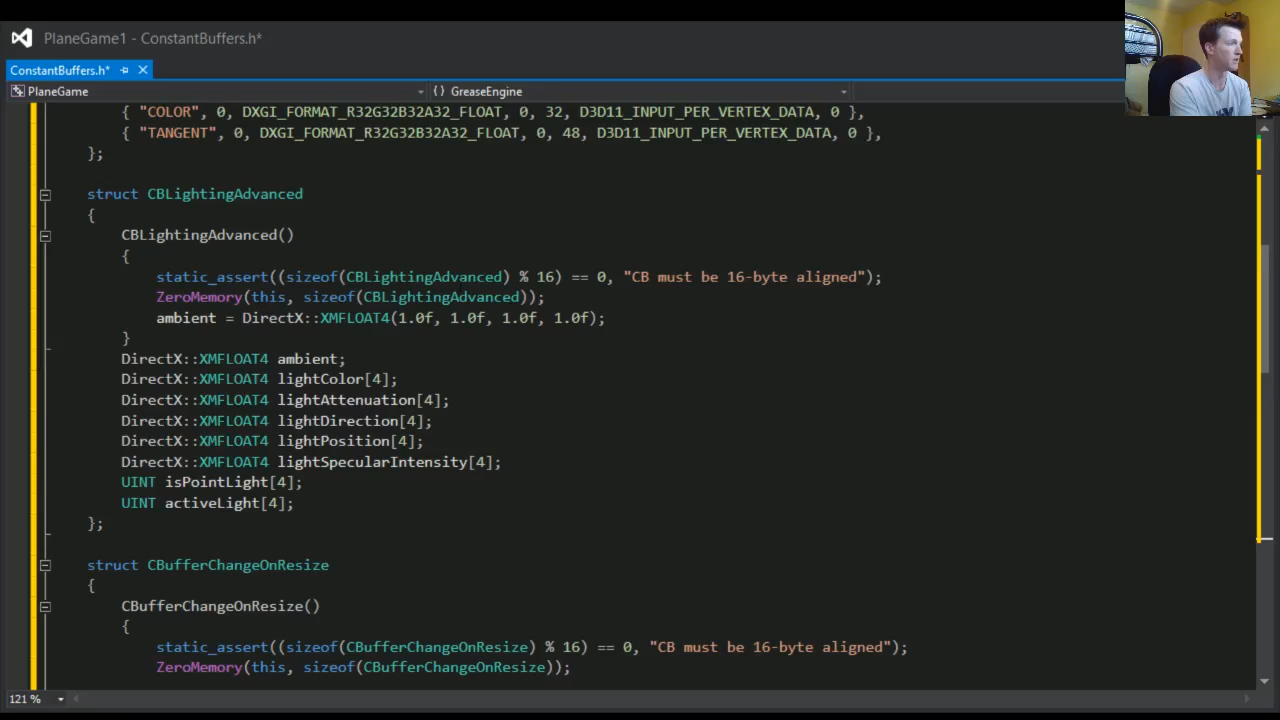 PlaneGame1 - ConstantBuffers.h*
ConstantBuffers.h*
PlaneGame
{} GreaseEngine
{ "COLOR", 0, DXGI_FORMAT_R32G32B32A32_FLOAT, 0, 32, D3D11_INPUT_PER_VERTEX_DATA, 0 },
{ "TANGENT", 0, DXGI_FORMAT_R32G32B32A32_FLOAT, 0, 48, D3D11_INPUT_PER_VERTEX_DATA, 0 },
};
struct CBLightingAdvanced
{
CBLightingAdvanced()
{
static_assert((sizeof(CBLightingAdvanced) % 16) == 0, "CB must be 16-byte aligned");
ZeroMemory(this, sizeof(CBLightingAdvanced));
ambient = DirectX::XMFLOAT4(1.0f, 1.0f, 1.0f, 1.0f);
}
DirectX::XMFLOAT4 ambient;
DirectX::XMFLOAT4 lightColor[4];
DirectX::XMFLOAT4 lightAttenuation[4];
DirectX::XMFLOAT4 lightDirection[4];
DirectX::XMFLOAT4 lightPosition[4];
DirectX::XMFLOAT4 lightSpecularIntensity[4];
UINT isPointLight[4];
UINT activeLight[4];
};
struct CBufferChangeOnResize
{
CBufferChangeOnResize()
{
static_assert((sizeof(CBufferChangeOnResize) % 16) == 0, "CB must be 16-byte aligned");
ZeroMemory(this, sizeof(CBufferChangeOnResize));
121 %